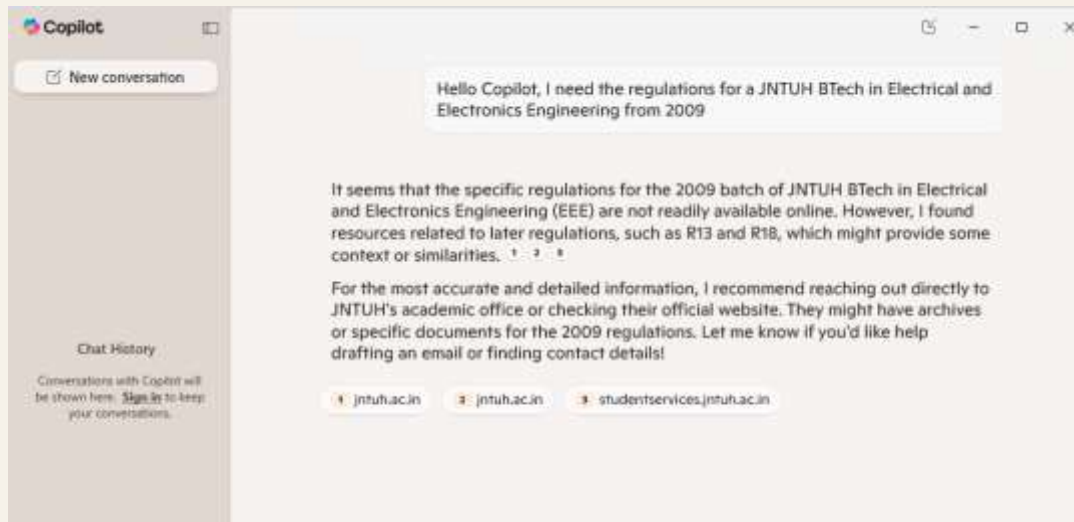 Copilot
New conversation
Hello Copilot, I need the regulations for a JNTUH BTech in Electrical and
Electronics Engineering from 2009
It seems that the specific regulations for the 2009 batch of JNTUH BTech in Electrical
and Electronics Engineering (EEE) are not readily available online. However, I found
resources related to later regulations, such as R13 and R18, which might provide some
context or similarities. 1 2 3
For the most accurate and detailed information, I recommend reaching out directly to
JNTUH's academic office or checking their official website. They might have archives
or specific documents for the 2009 regulations. Let me know if you'd like help
drafting an email or finding contact details!
Chat History
Conversations with Copilot will
be shown here. Sign in to keep
your conversations.
1 jntuh.ac.in 2 jntuh.ac.in 3 studentservices.jntuh.ac.in